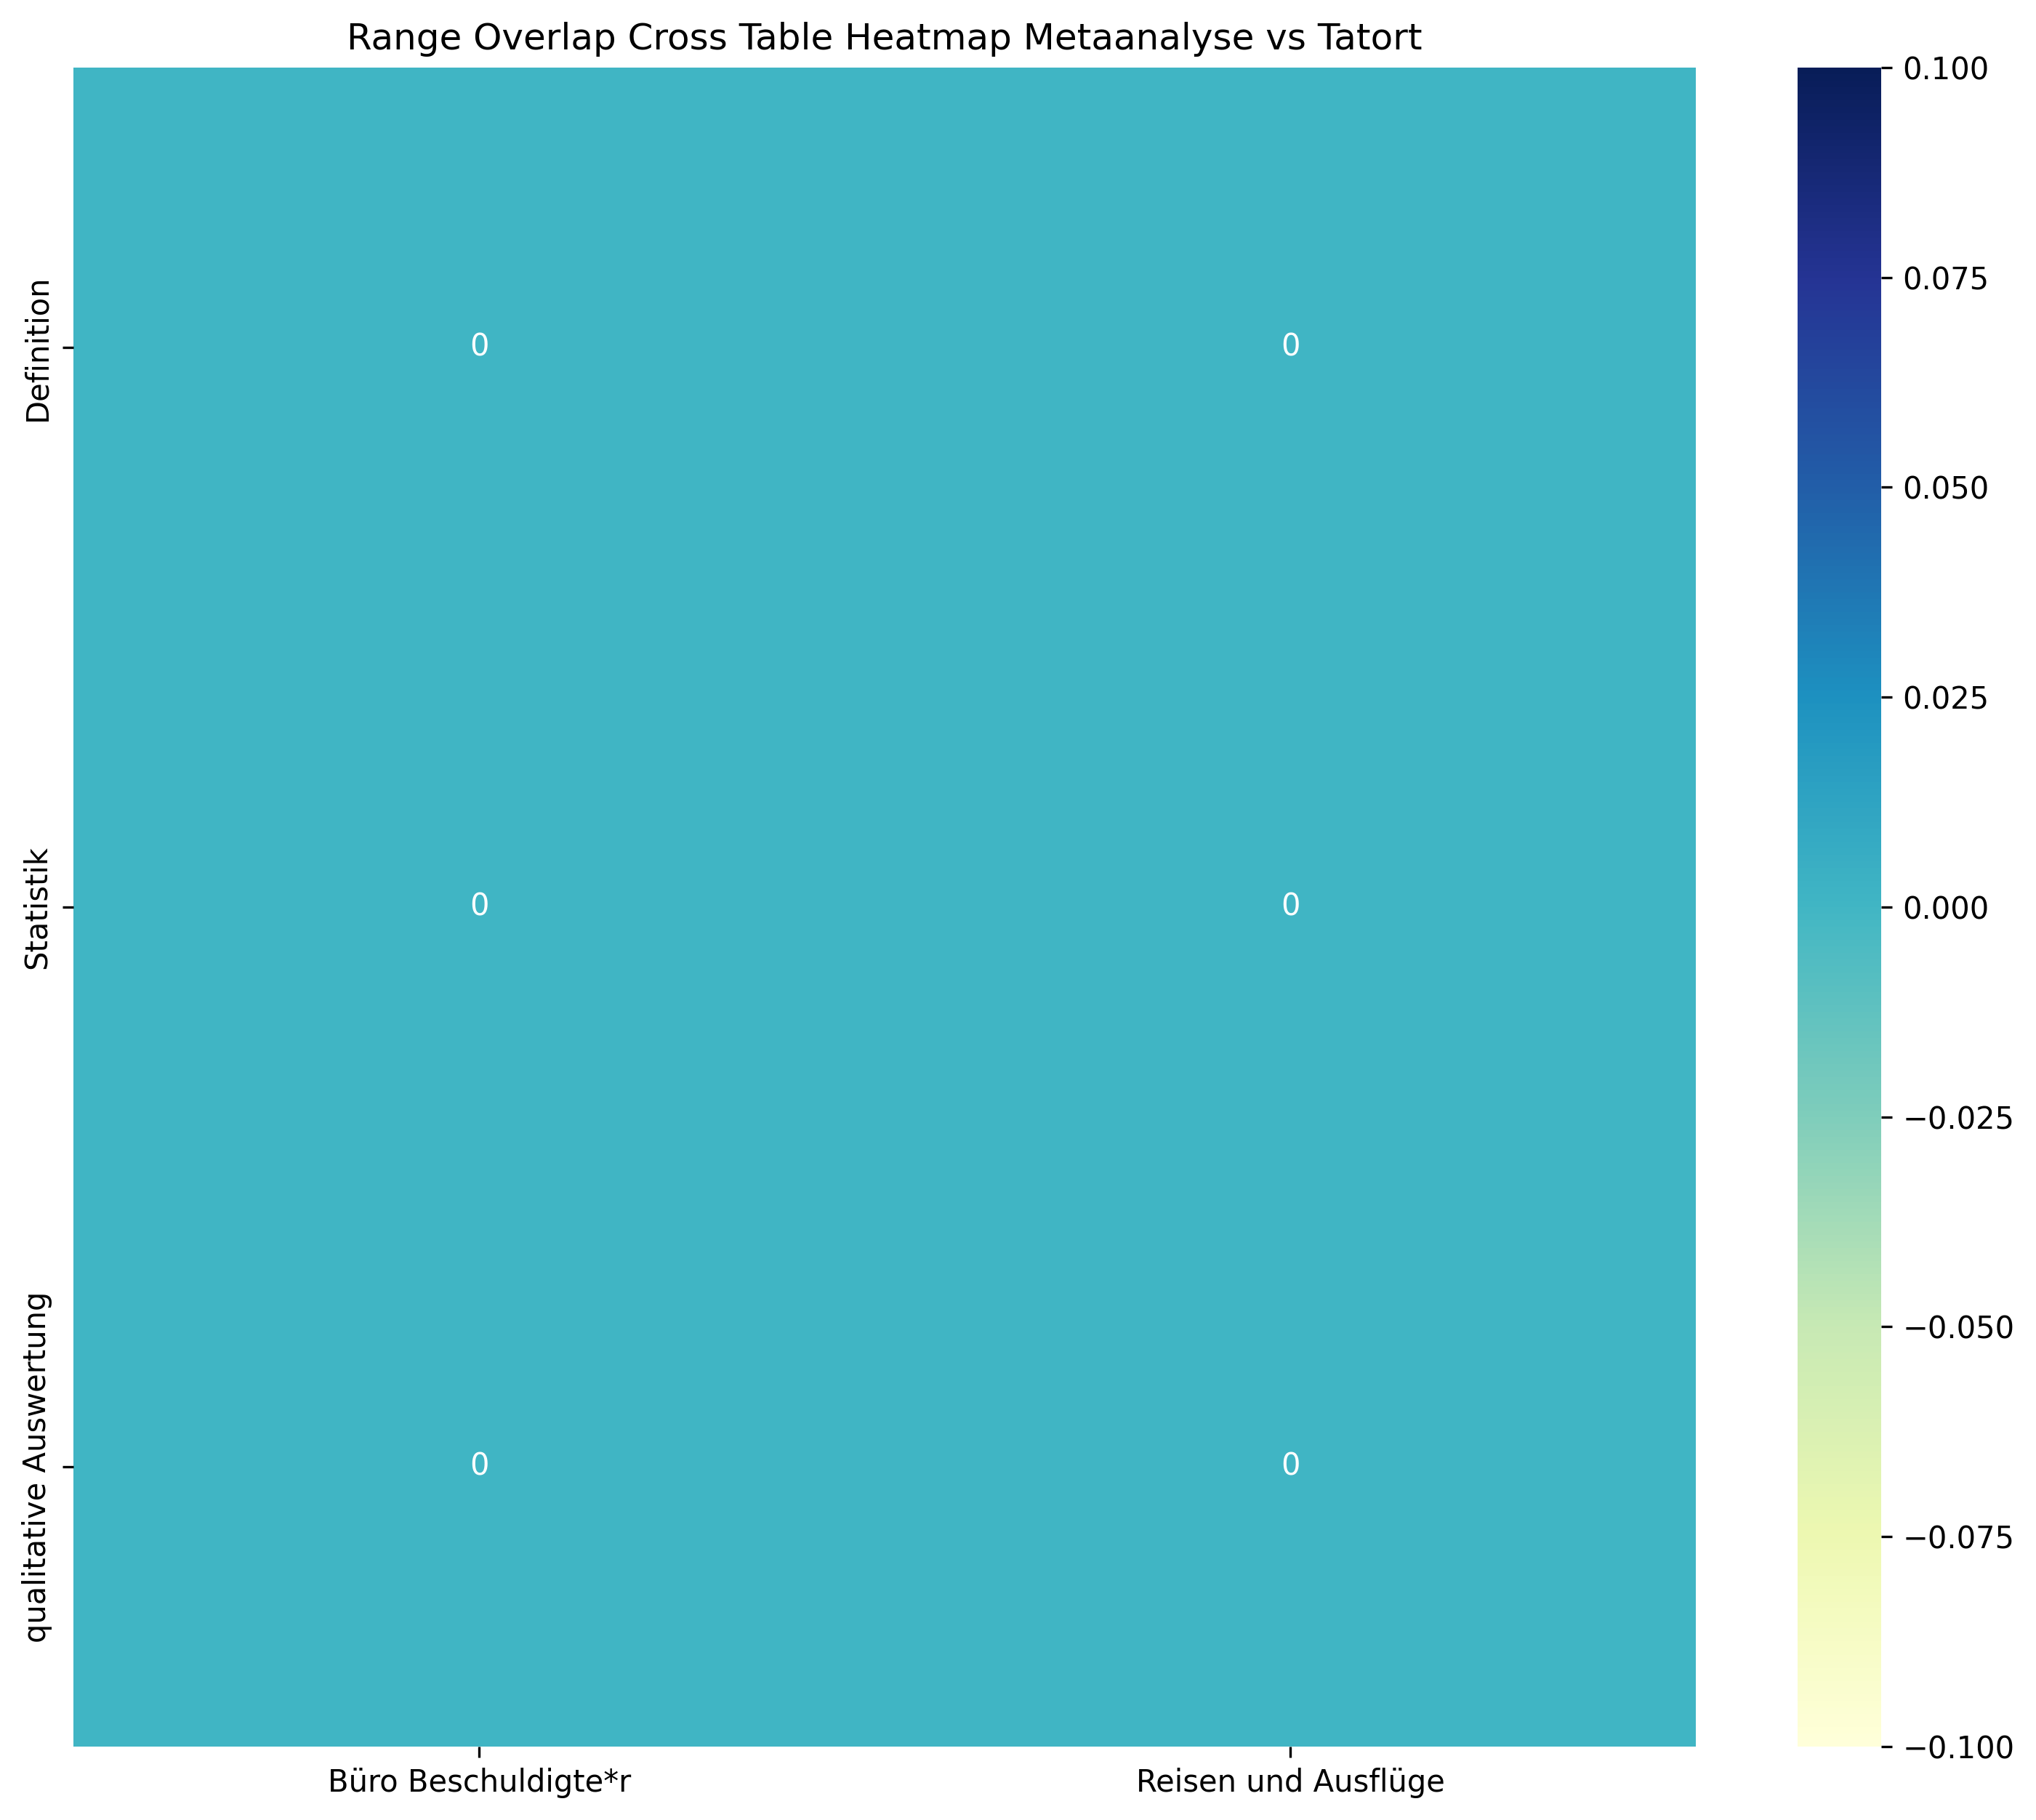 Range Overlap Cross Table Heatmap Metaanalyse vs Tatort
Definition
0 0
Statistik
0 0
qualitative Auswertung
0 0
Büro Beschuldigte*r
Reisen und Ausflüge
0.100
0.075
0.050
0.025
0.000
−0.025
−0.050
−0.075
−0.100